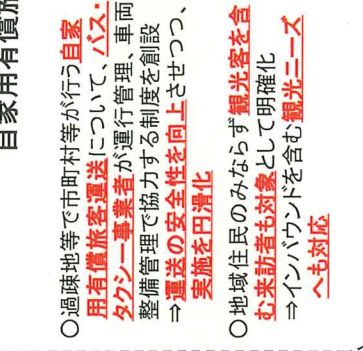 自家用有償旅
○過疎地等で市町村等が行う自家
用有償旅客運送について、バス・
タクシー事業者が運行管理、車両
整備管理で協力する制度を創設
⇒運送の安全性を向上させつつ、
実施を円滑化
○地域住民のみならず観光客を含
む来訪者も対象として明確化
⇒インバウンドを含む観光ニーズ
へも対応